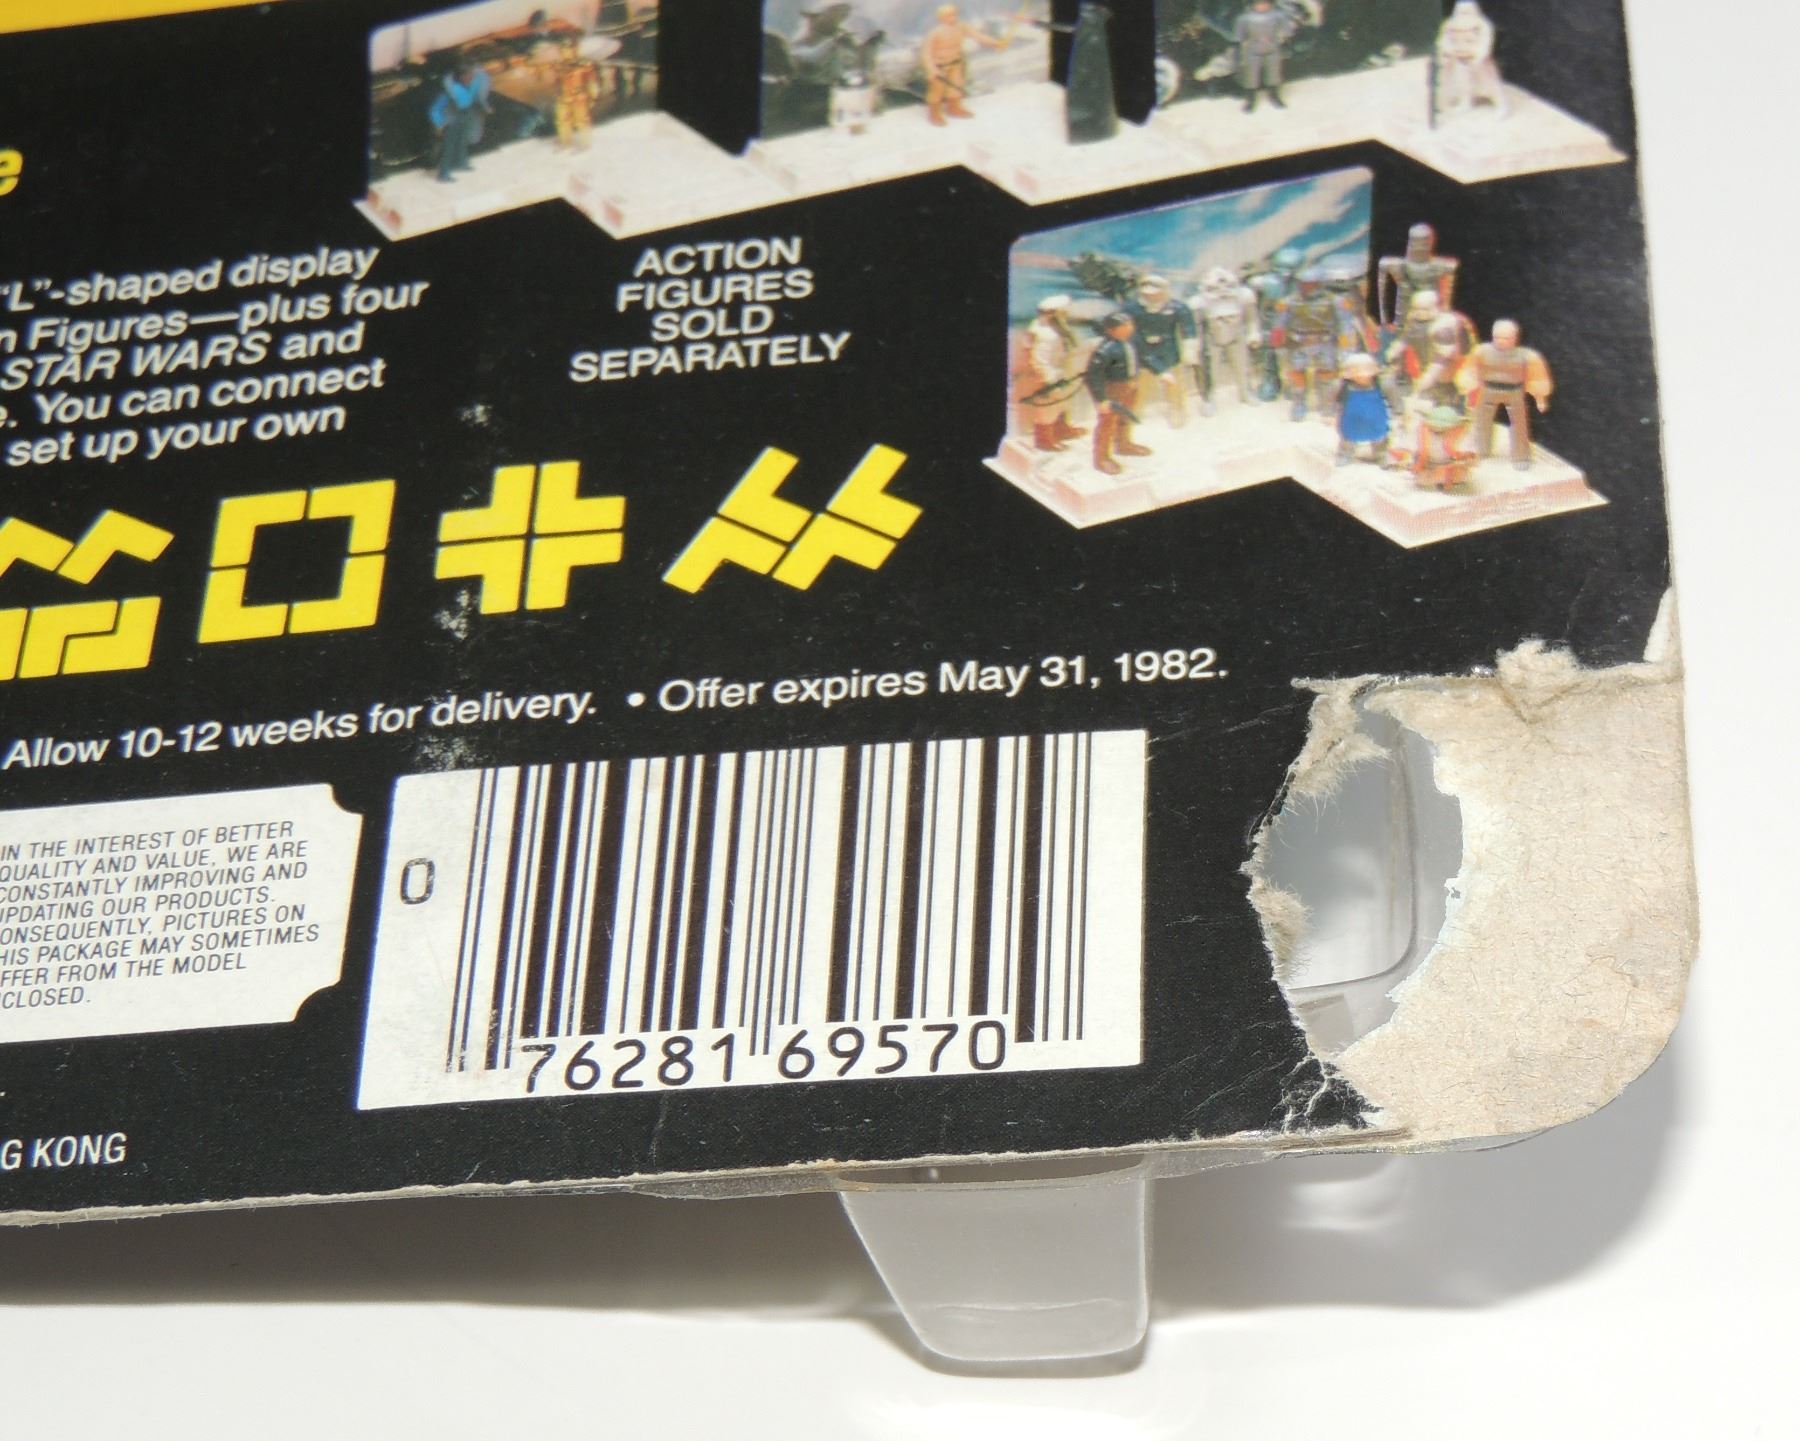 e
“L”-shaped display
n Figures—plus four
STAR WARS and
e. You can connect
set up your own
ACTION
FIGURES
SOLD
SEPARATELY
Allow 10-12 weeks for delivery. • Offer expires May 31, 1982.
IN THE INTEREST OF BETTER
QUALITY AND VALUE, WE ARE
CONSTANTLY IMPROVING AND
UPDATING OUR PRODUCTS.
ONSEQUENTLY, PICTURES ON
HIS PACKAGE MAY SOMETIMES
FFER FROM THE MODEL
CLOSED.
0
76281 69570
G KONG